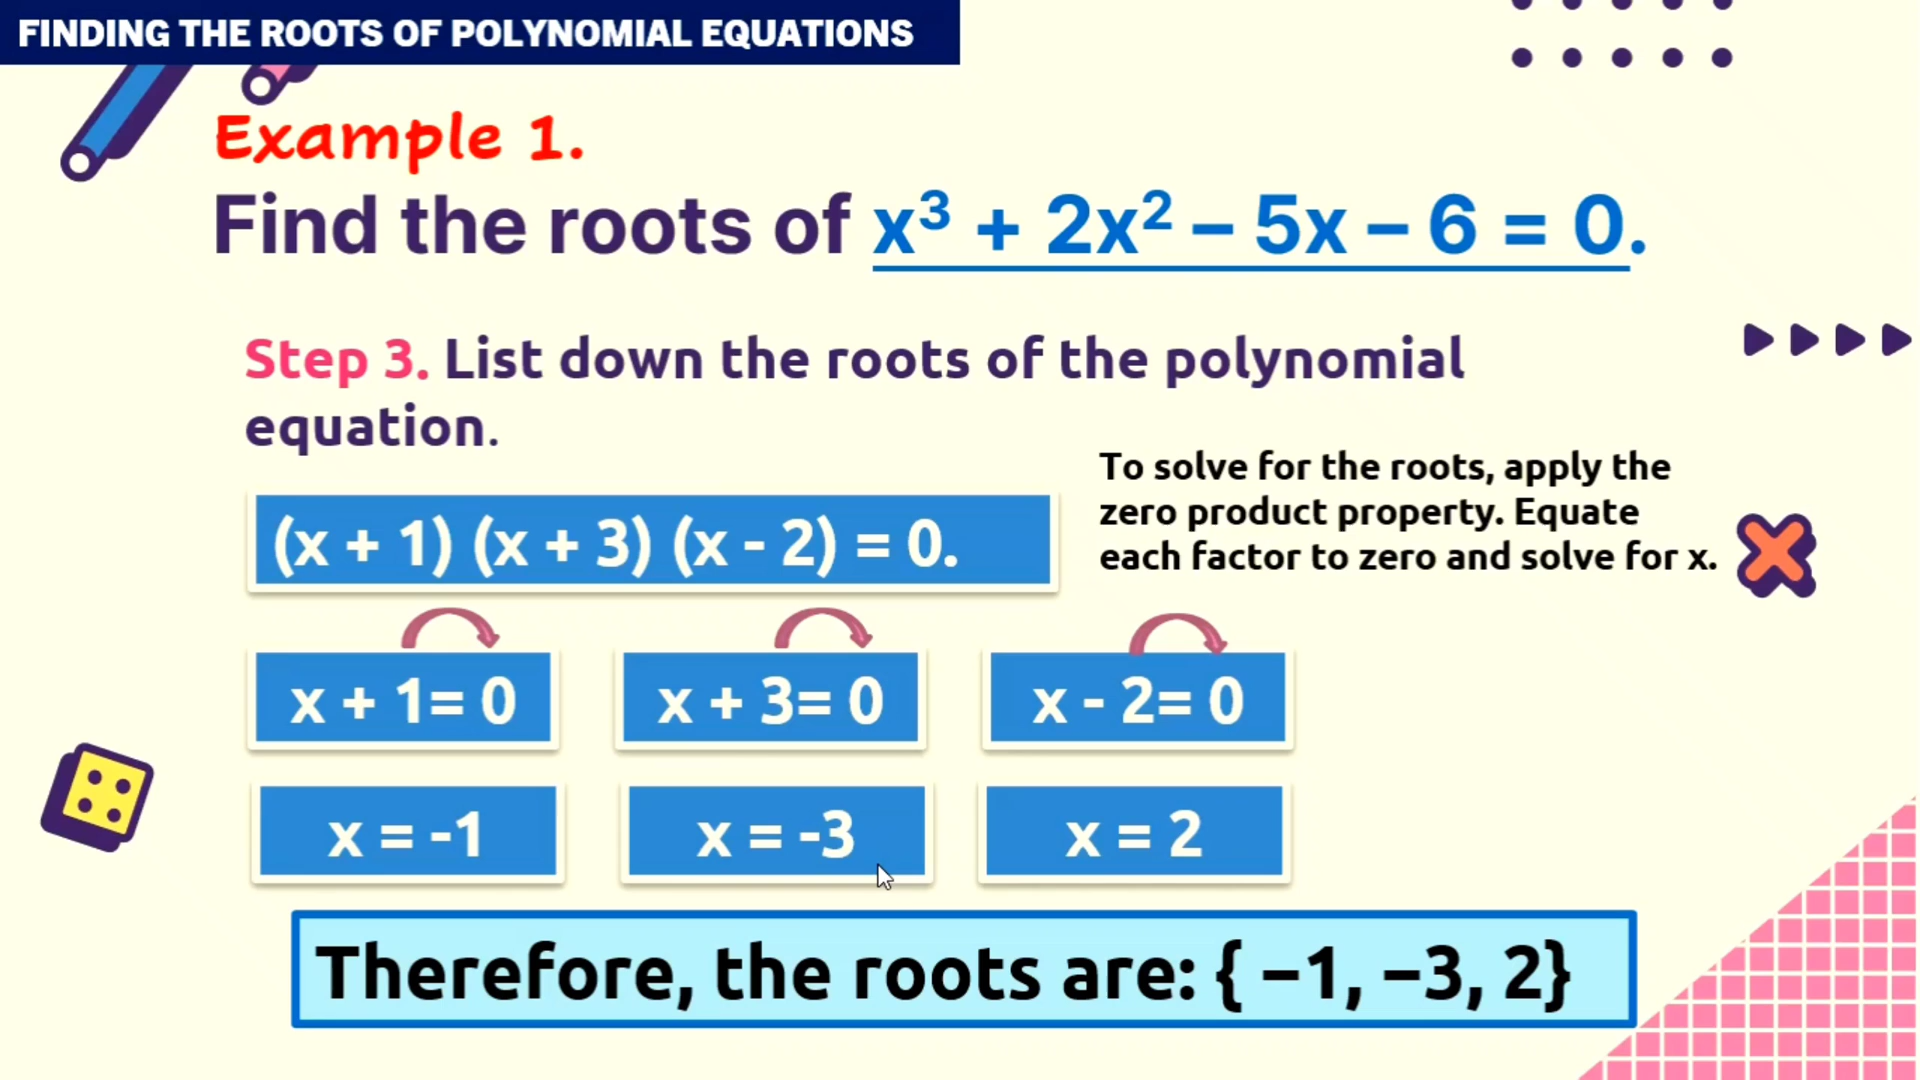 FINDING THE ROOTS OF POLYNOMIAL EQUATIONS
Example 1.
Find the roots of x³ + 2x² – 5x – 6 = 0.
Step 3. List down the roots of the polynomial
equation.
To solve for the roots, apply the
zero product property. Equate
each factor to zero and solve for x.
(x + 1) (x + 3) (x - 2) = 0.
x + 1= 0
x + 3= 0
x - 2= 0
x = -1
x = -3
x = 2
Therefore, the roots are: { –1, –3, 2}